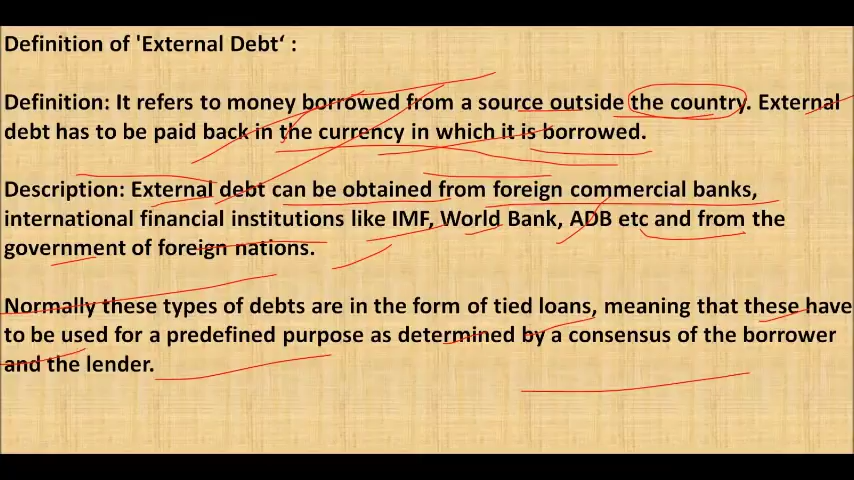 Definition of 'External Debt‘ :
Definition: It refers to money borrowed from a source outside the country. External
debt has to be paid back in the currency in which it is borrowed.
Description: External debt can be obtained from foreign commercial banks,
international financial institutions like IMF, World Bank, ADB etc and from the
government of foreign nations.
Normally these types of debts are in the form of tied loans, meaning that these have
to be used for a predefined purpose as determined by a consensus of the borrower
and the lender.